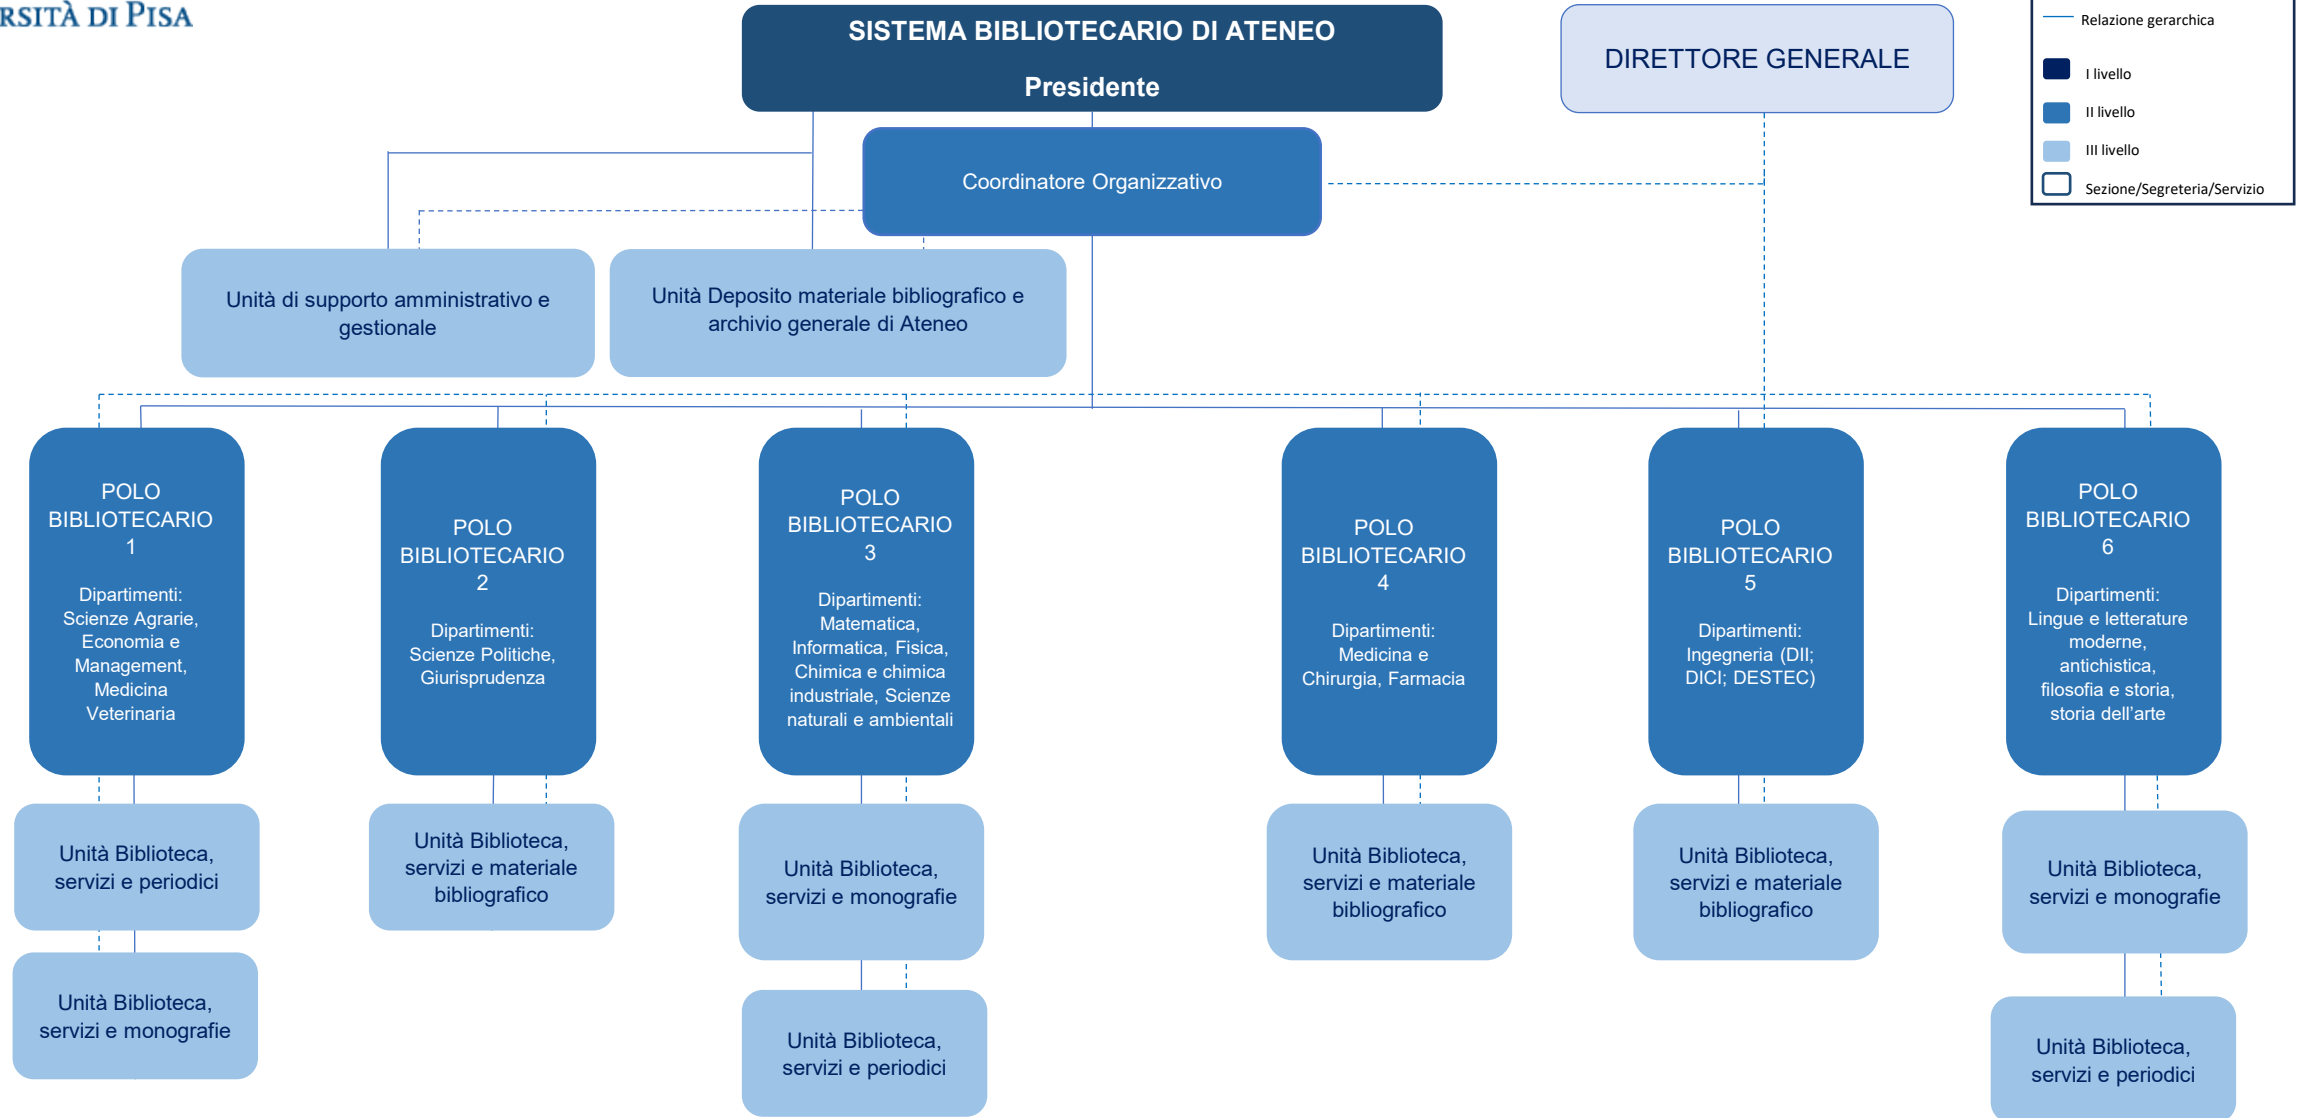 RSITÀ DI PISA
SISTEMA BIBLIOTECARIO DI ATENEO
Presidente
DIRETTORE GENERALE
Relazione gerarchica
I livello
II livello
III livello
Sezione/Segreteria/Servizio
Coordinatore Organizzativo
Unità di supporto amministrativo e
gestionale
Unità Deposito materiale bibliografico e
archivio generale di Ateneo
POLO
BIBLIOTECARIO
1
Dipartimenti:
Scienze Agrarie,
Economia e
Management,
Medicina
Veterinaria
POLO
BIBLIOTECARIO
2
Dipartimenti:
Scienze Politiche,
Giurisprudenza
POLO
BIBLIOTECARIO
3
Dipartimenti:
Matematica,
Informatica, Fisica,
Chimica e chimica
industriale, Scienze
naturali e ambientali
POLO
BIBLIOTECARIO
4
Dipartimenti:
Medicina e
Chirurgia, Farmacia
POLO
BIBLIOTECARIO
5
Dipartimenti:
Ingegneria (DII;
DICI; DESTEC)
POLO
BIBLIOTECARIO
6
Dipartimenti:
Lingue e letterature
moderne,
antichistica,
filosofia e storia,
storia dell’arte
Unità Biblioteca,
servizi e periodici
Unità Biblioteca,
servizi e materiale
bibliografico
Unità Biblioteca,
servizi e monografie
Unità Biblioteca,
servizi e materiale
bibliografico
Unità Biblioteca,
servizi e materiale
bibliografico
Unità Biblioteca,
servizi e monografie
Unità Biblioteca,
servizi e monografie
Unità Biblioteca,
servizi e periodici
Unità Biblioteca,
servizi e periodici